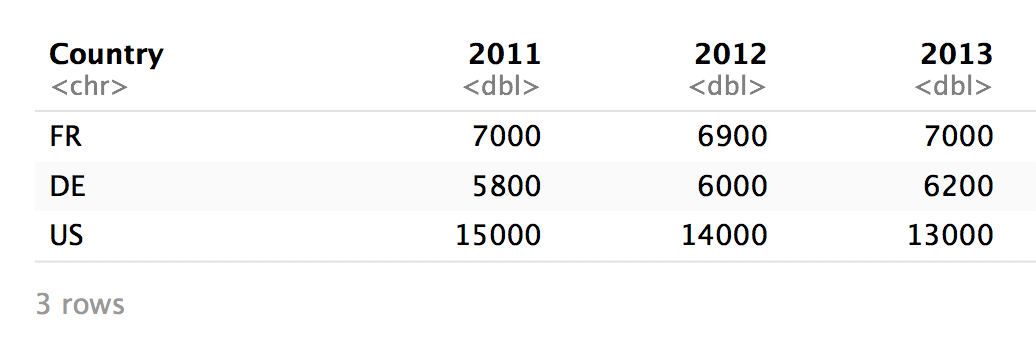 Country 2011 2012 2013
<chr> <dbl> <dbl> <dbl>
FR 7000 6900 7000
DE 5800 6000 6200
US 15000 14000 13000
3 rows